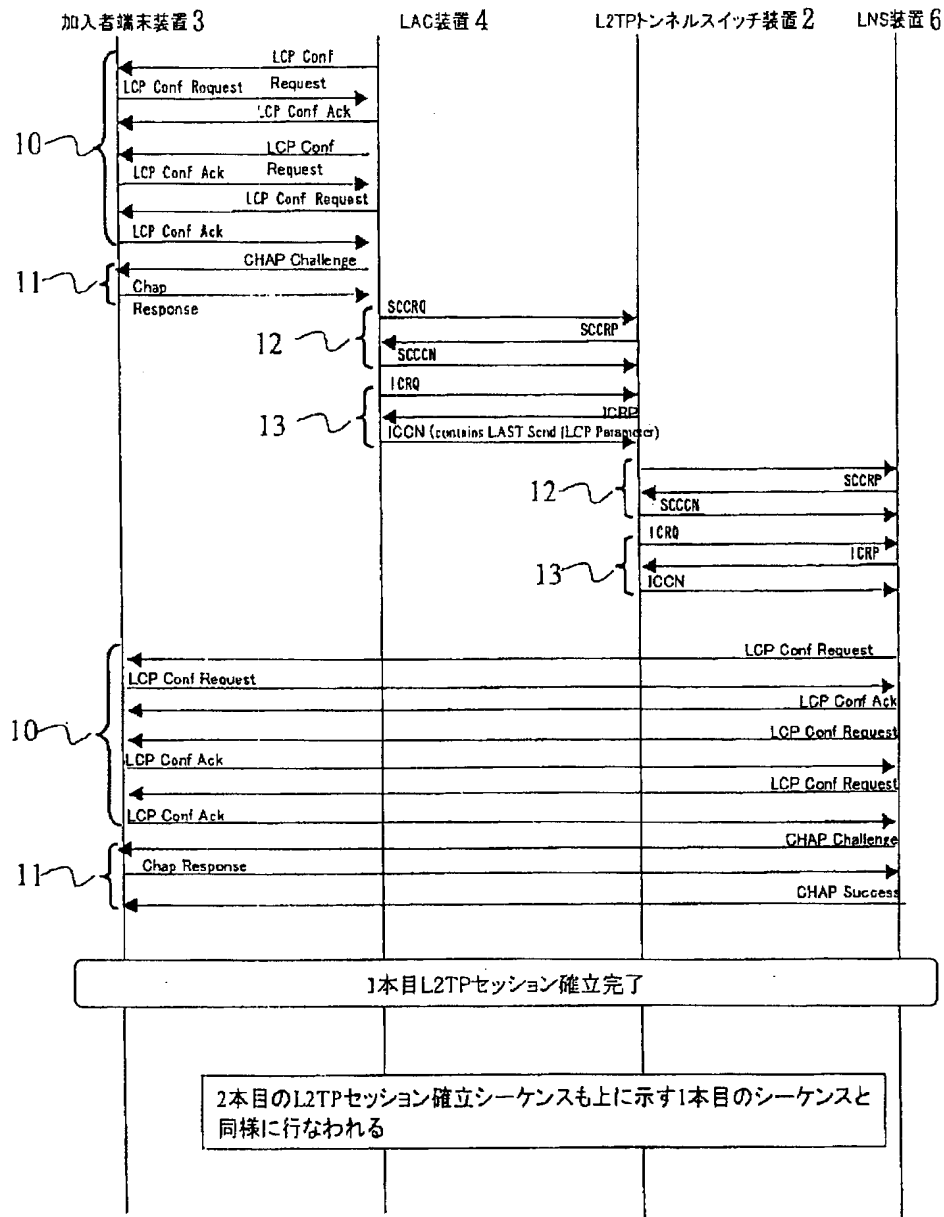 加入者端末装置3 LAC装置4 L2TPトンネルスイッチ装置2 LNS装置6
LCP Conf
LCP Conf Request Request
LCP Conf Ack
10
LCP Conf
LCP Conf Ack Request
LCP Conf Request
LCP Conf Ack
CHAP Challenge
11
Chap
Response
SCCRQ
SCCRP
12
SCCCN
ICRQ
ICRP
13
ICCN (contains LAST Send LCP Parameter)
SCCRP
12
SCCCN
ICRQ
ICRP
13
ICCN
LCP Conf Request
LCP Conf Request
LCP Conf Ack
10
LCP Conf Request
LCP Conf Ack
LCP Conf Request
LCP Conf Ack
CHAP Challenge
11
Chap Response
CHAP Success
1本目L2TPセッション確立完了
2本目のL2TPセッション確立シーケンスも上に示す1本目のシーケンスと
同様に行なわれる